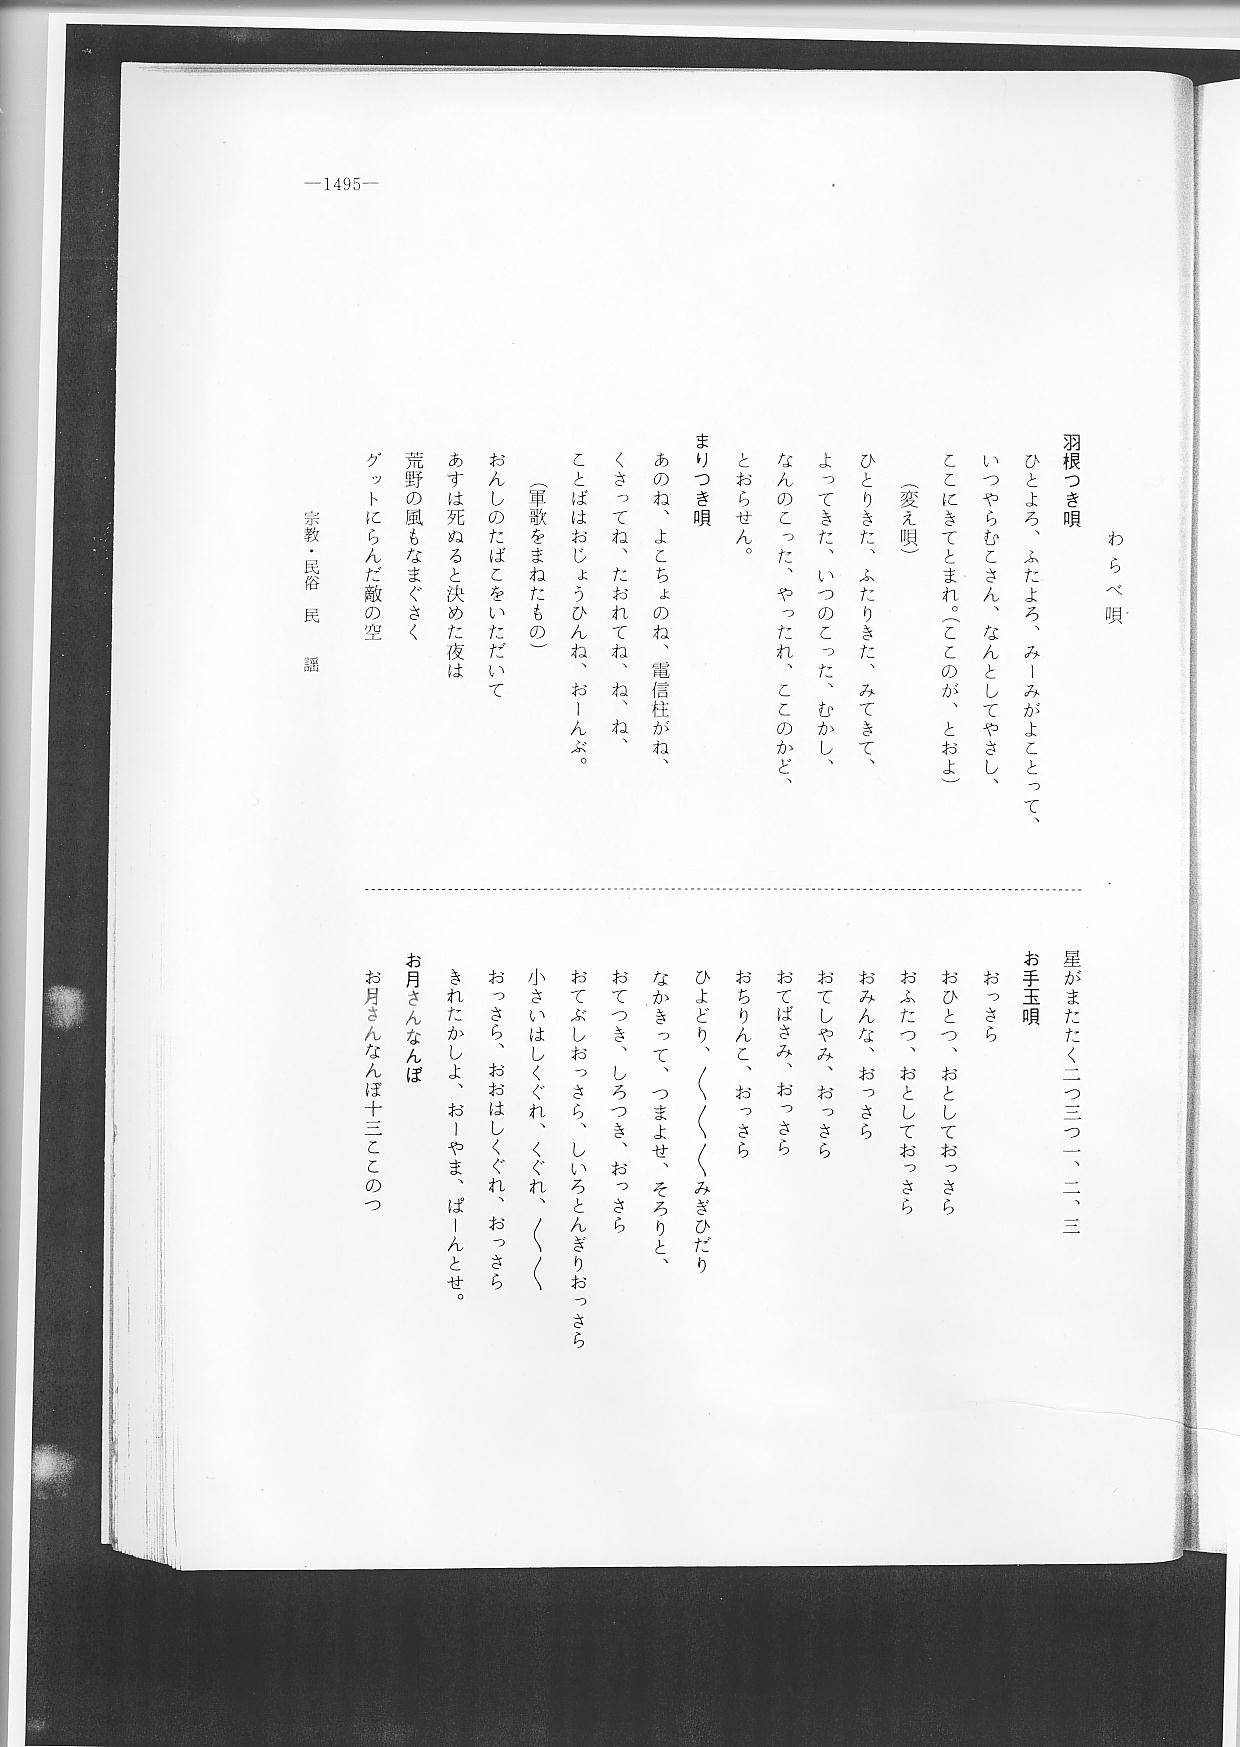 わらべ唄
羽根つき唄
ひとよろ、ふたよろ、みーみがよことって、
いつやらむこさん、なんとしてやさし、
ここにきてとまれ。(ここのが、とおよ)
(変え唄)
ひとりきた、ふたりきた、みてきて、
よってきた、いつのこった、むかし、
なんのこった、やったれ、ここのかど、
とおらせん。
まりつき唄
あのね、よこちょのね、電信柱がね、
くさってね、たおれてね、ね、ね、
ことばはおじょうひんね、おーんぶ。
(軍歌をまねたもの)
おんしのたばこをいただいて
あすは死ぬると決めた夜は
荒野の風もなまぐさく
グットにらんだ敵の空
星がまたたく二つ三つ一、二、三
お手玉唄
おっさら
おひとつ、おとしておっさら
おふたつ、おとしておっさら
おみんな、おっさら
おてしやみ、おっさら
おてばさみ、おっさら
おちりんこ、おっさら
ひよどり、〳〵〳〵〳〵みぎひだり
なかきって、つまよせ、そろりと、
おてつき、しろつき、おっさら
おてぶしおっさら、しいろとんぎりおっさら
小さいはしくぐれ、くぐれ、〳〵〳〵
おっさら、おおはしくぐれ、おっさら
きれたかしよ、おーやま、ぱーんとせ。
お月さんなんぼ
お月さんなんぼ十三ここのつ
宗教・民俗 民 謡
—1495—